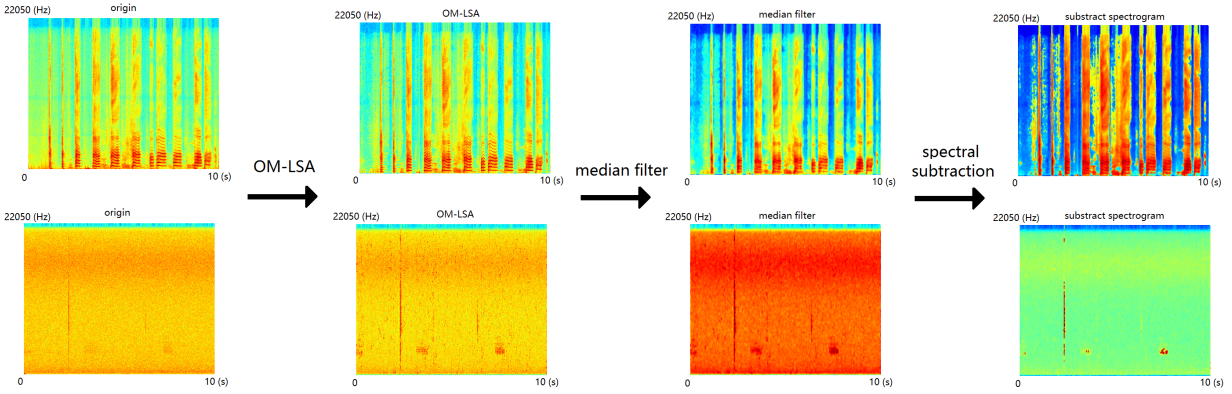 origin
22050 (Hz)
0
10 (s)
OM-LSA
OM-LSA
22050 (Hz)
0
10 (s)
median filter
median filter
22050 (Hz)
0
10 (s)
spectral
subtraction
substract spectrogram
22050 (Hz)
0
10 (s)
origin
22050 (Hz)
0
10 (s)
OM-LSA
22050 (Hz)
0
10 (s)
median filter
22050 (Hz)
0
10 (s)
substract spectrogram
22050 (Hz)
0
10 (s)